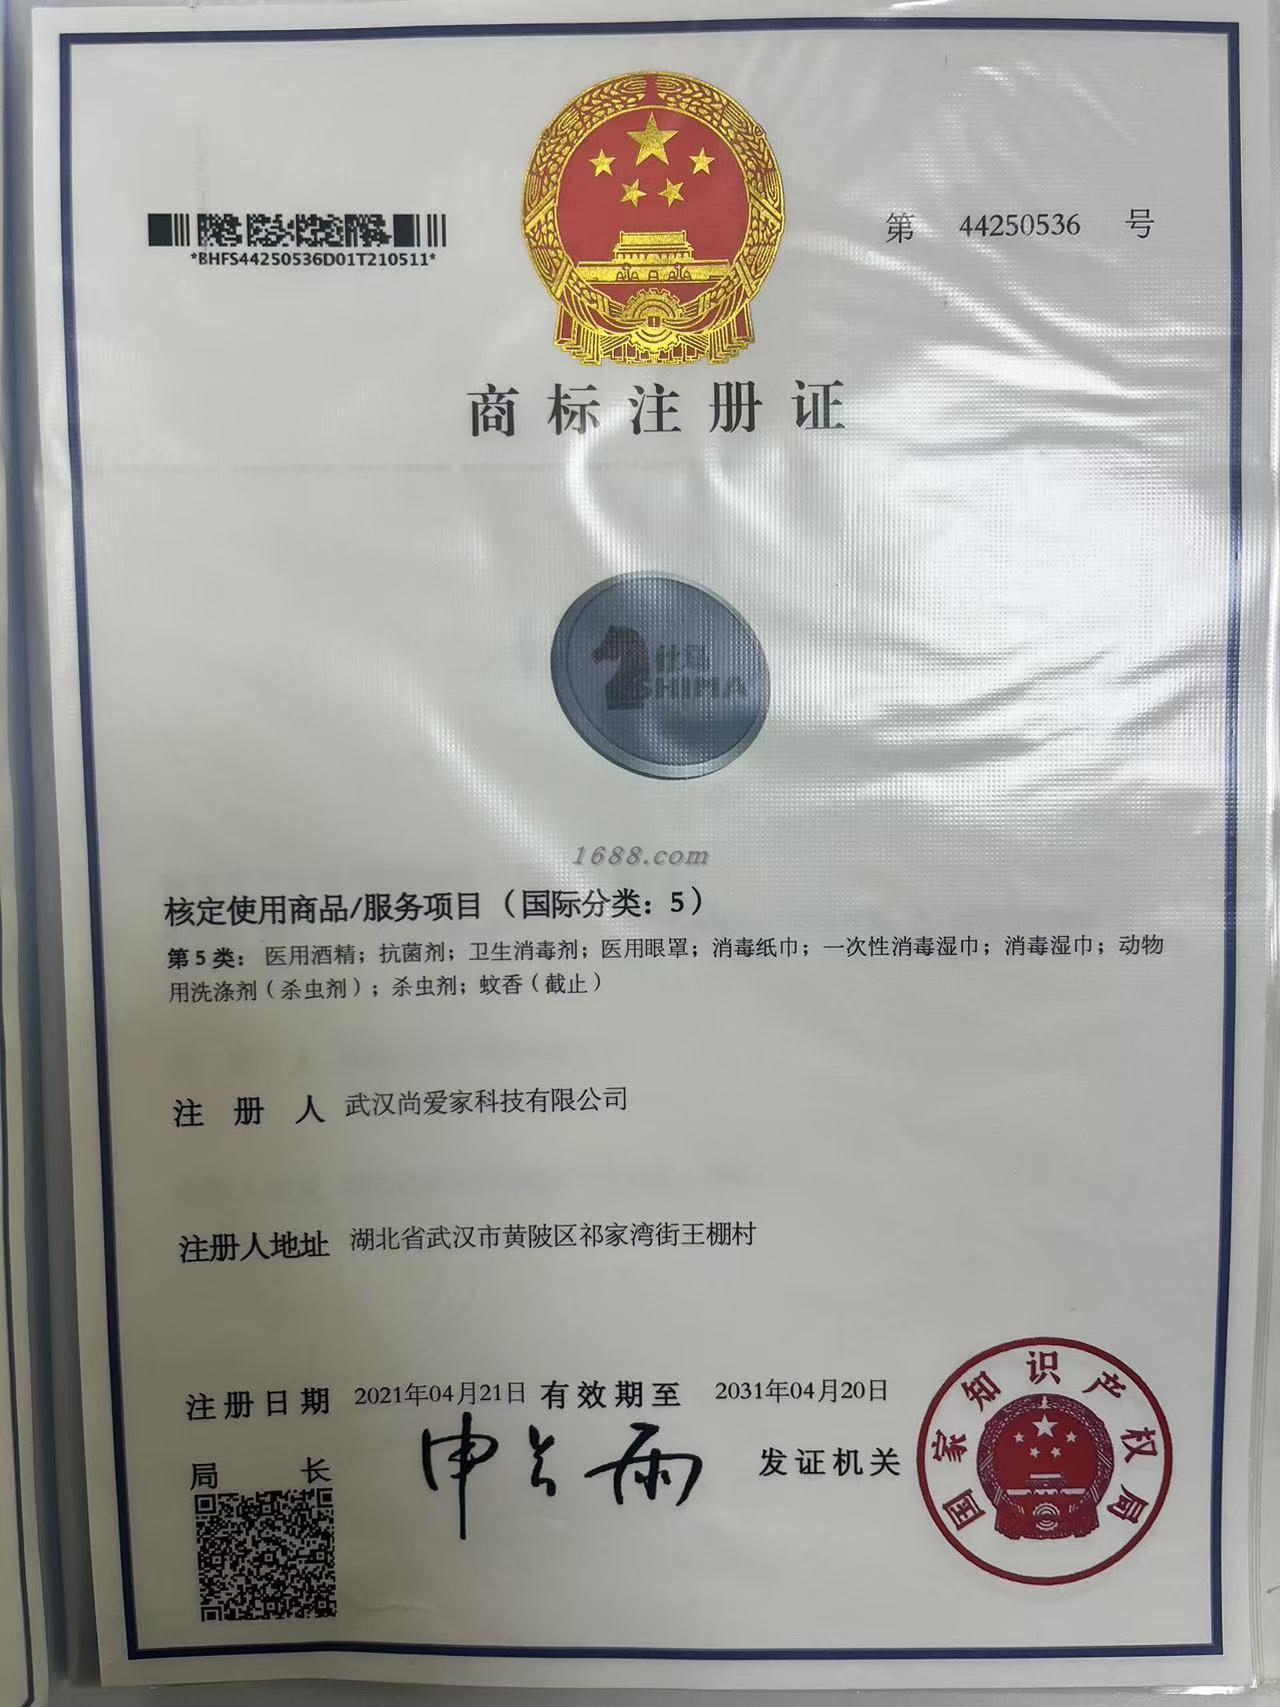 *BHFS44250536D01T210511*
第 44250536 号
商标注册证
仕马
SHIMA
1688.com
核定使用商品/服务项目（国际分类：5）
第5类：医用酒精；抗菌剂；卫生消毒剂；医用眼罩；消毒纸巾；一次性消毒湿巾；消毒湿巾；动物
用洗涤剂（杀虫剂）；杀虫剂；蚊香（截止）
注册人 武汉尚爱家科技有限公司
注册人地址 湖北省武汉市黄陂区祁家湾街王棚村
注册日期 2021年04月21日 有效期至 2031年04月20日
局长 申长雨 发证机关
国家知识产权局